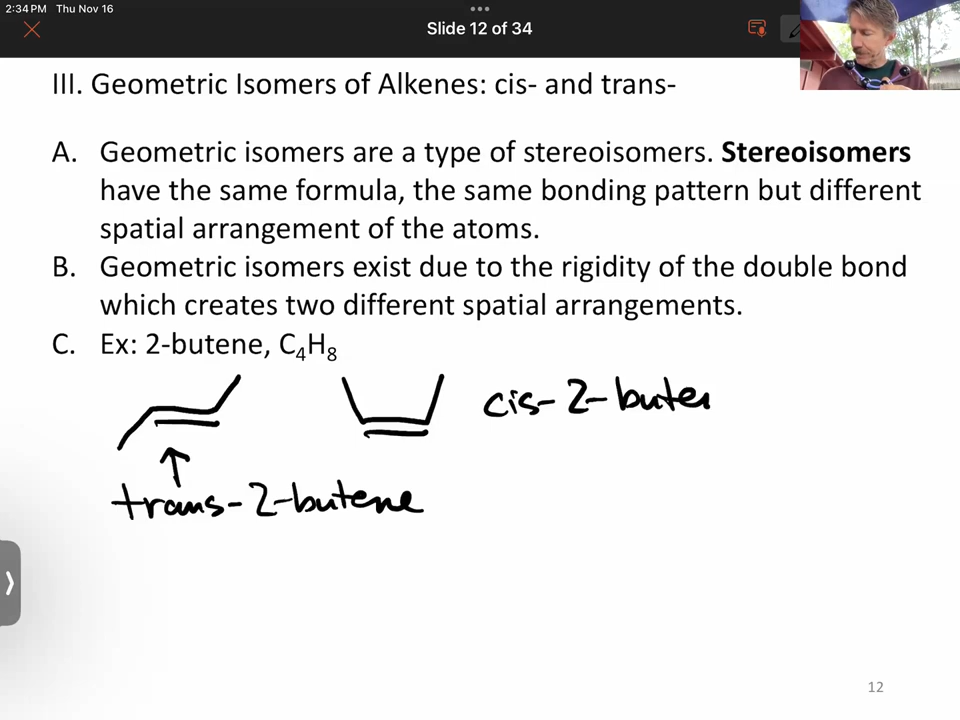 2:34 PM Thu Nov 16
Slide 12 of 34
III. Geometric Isomers of Alkenes: cis- and trans-
A. Geometric isomers are a type of stereoisomers. Stereoisomers
have the same formula, the same bonding pattern but different
spatial arrangement of the atoms.
B. Geometric isomers exist due to the rigidity of the double bond
which creates two different spatial arrangements.
C. Ex: 2-butene, C₄H₈
cis-2-buten
trans-2-butene
12